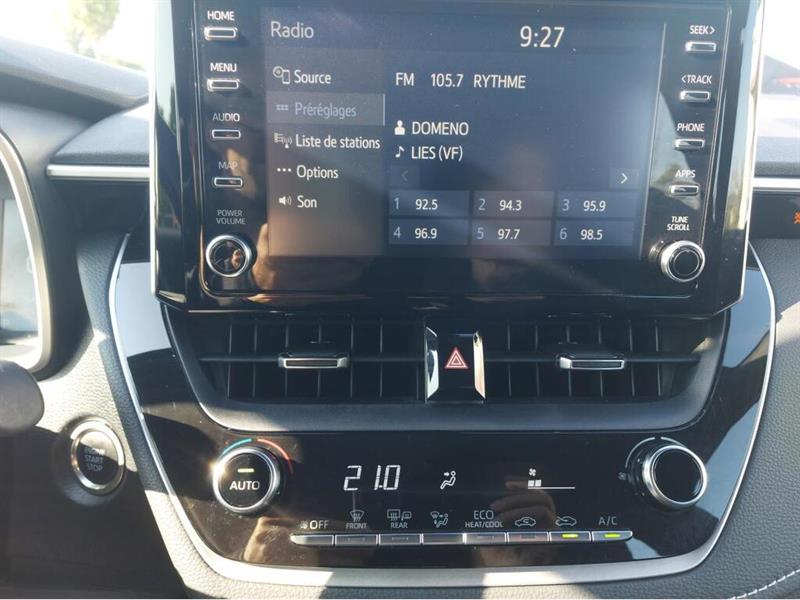 HOME
Radio
9:27
SEEK>
MENU
Source
FM 105.7 RYTHME
<TRACK
Préréglages
AUDIO
DOMENO
PHONE
Liste de stations
LIES (VF)
MAP
Options
< >
APPS
Son
1 92.5 2 94.3 3 95.9
4 96.9 5 97.7 6 98.5
POWER
VOLUME
TUNE
SCROLL
ENGINE
START
STOP
AUTO
21.0
OFF
FRONT
REAR
ECO
HEAT/COOL
A/C